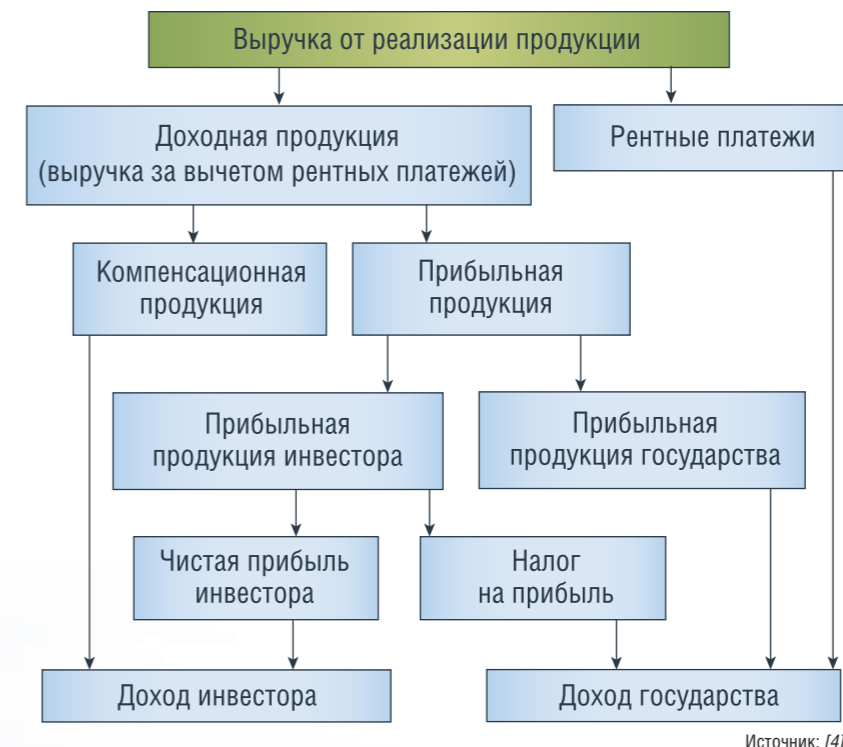 Выручка от реализации продукции
Доходная продукция
(выручка за вычетом рентных платежей)
Рентные платежи
Компенсационная
продукция
Прибыльная
продукция
Прибыльная
продукция инвестора
Прибыльная
продукция государства
Чистая прибыль
инвестора
Налог
на прибыль
Доход инвестора
Доход государства
Источник: [4]